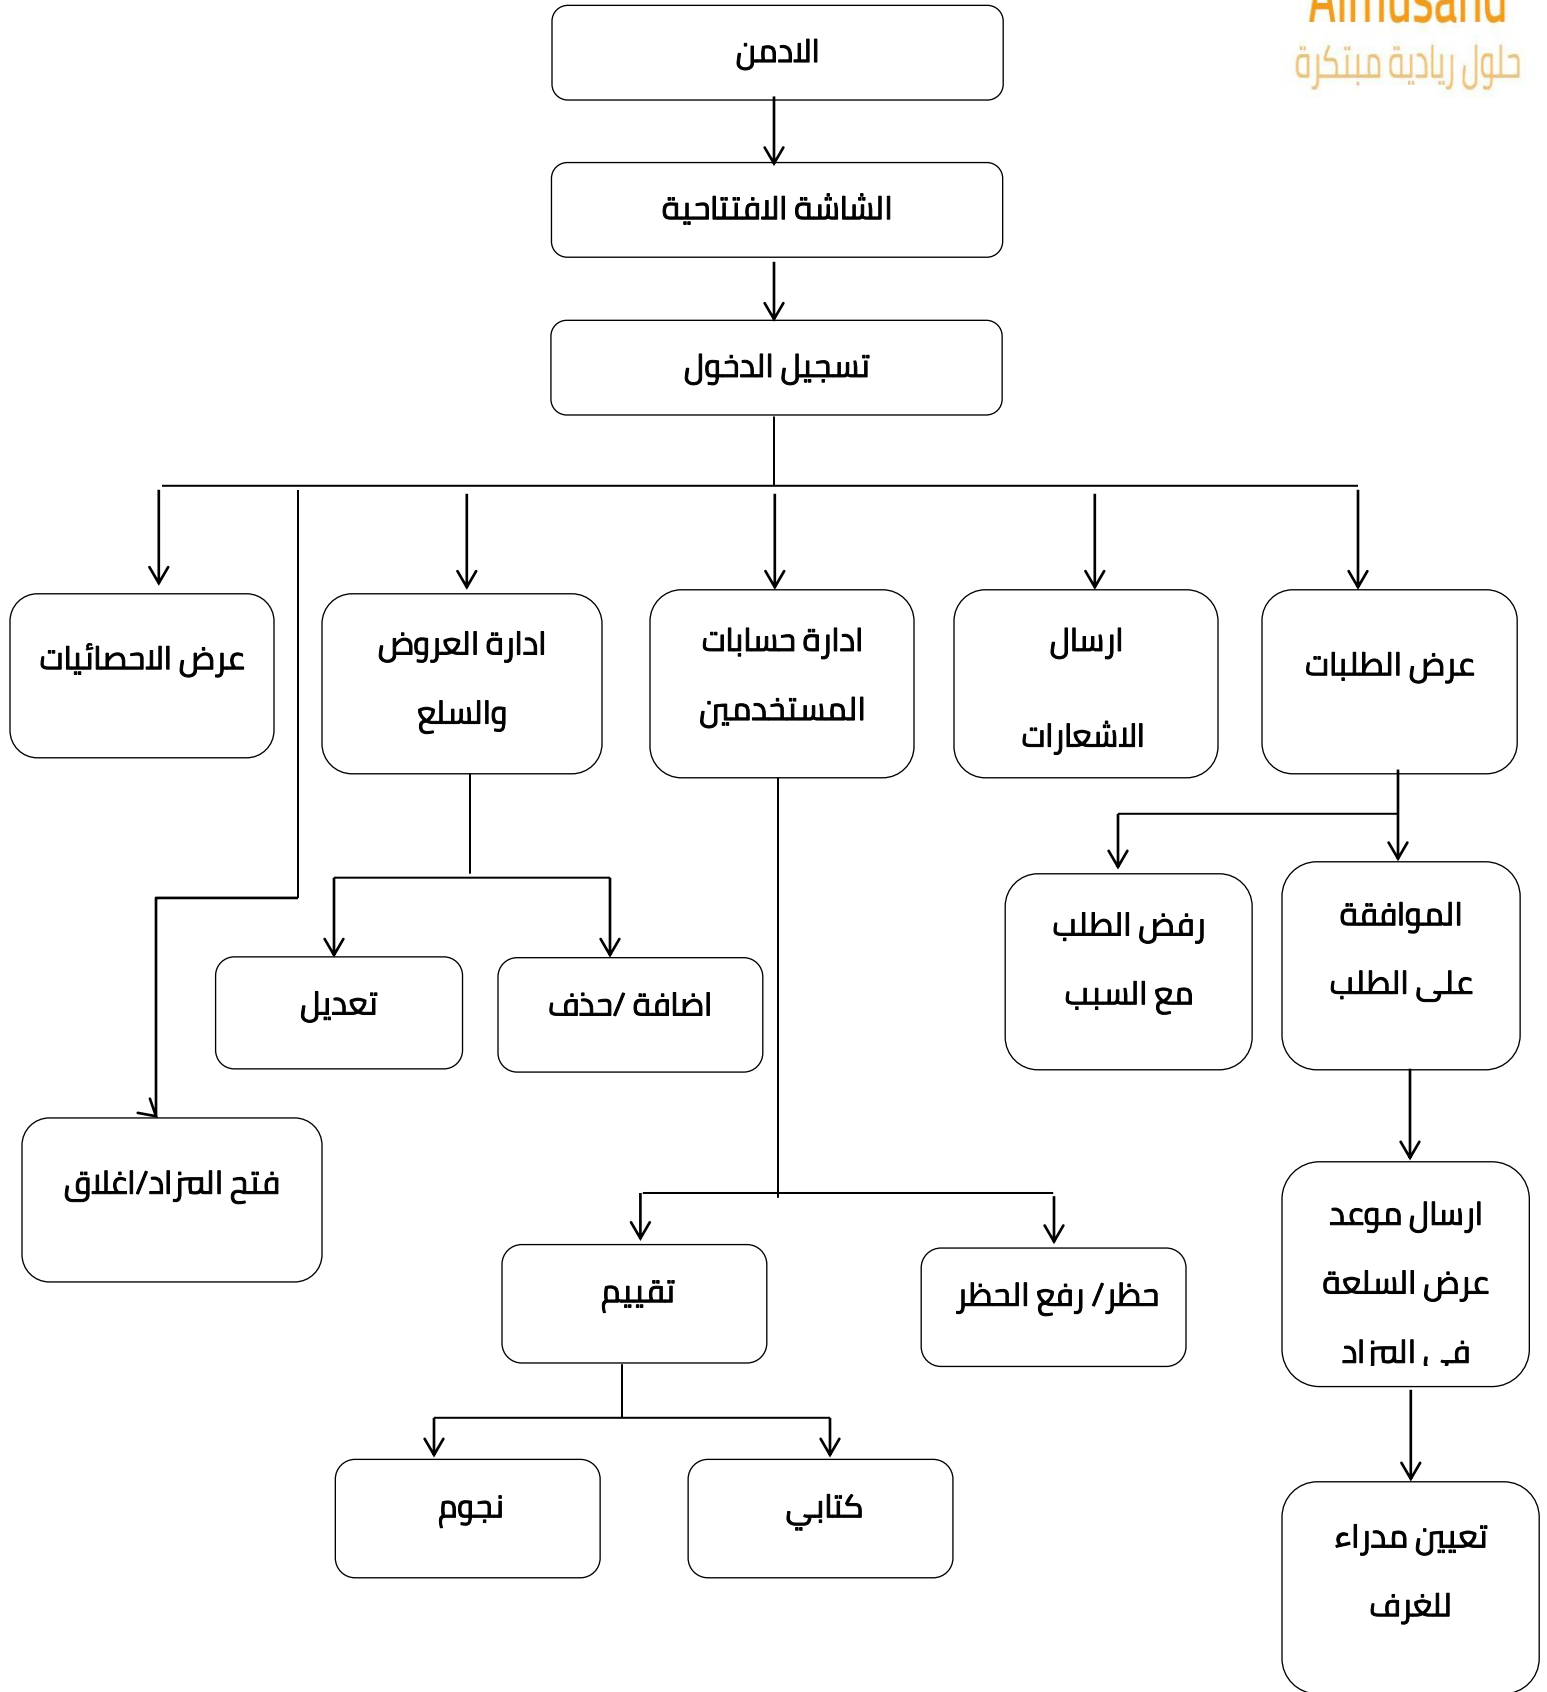 Almusand
حلول ريادية مبتكرة
الادمن
الشاشة الافتتاحية
تسجيل الدخول
عرض الطلبات
ارسال
الاشعارات
ادارة حسابات
المستخدمين
ادارة العروض
والسلع
عرض الاحصائيات
الموافقة
على الطلب
رفض الطلب
مع السبب
اضافة /حذف
تعديل
فتح المزاد/اغلاق
ارسال موعد
عرض السلعة
في المزاد
حظر/ رفع الحظر
تقييم
كتابي
نجوم
تعيين مدراء
للغرف